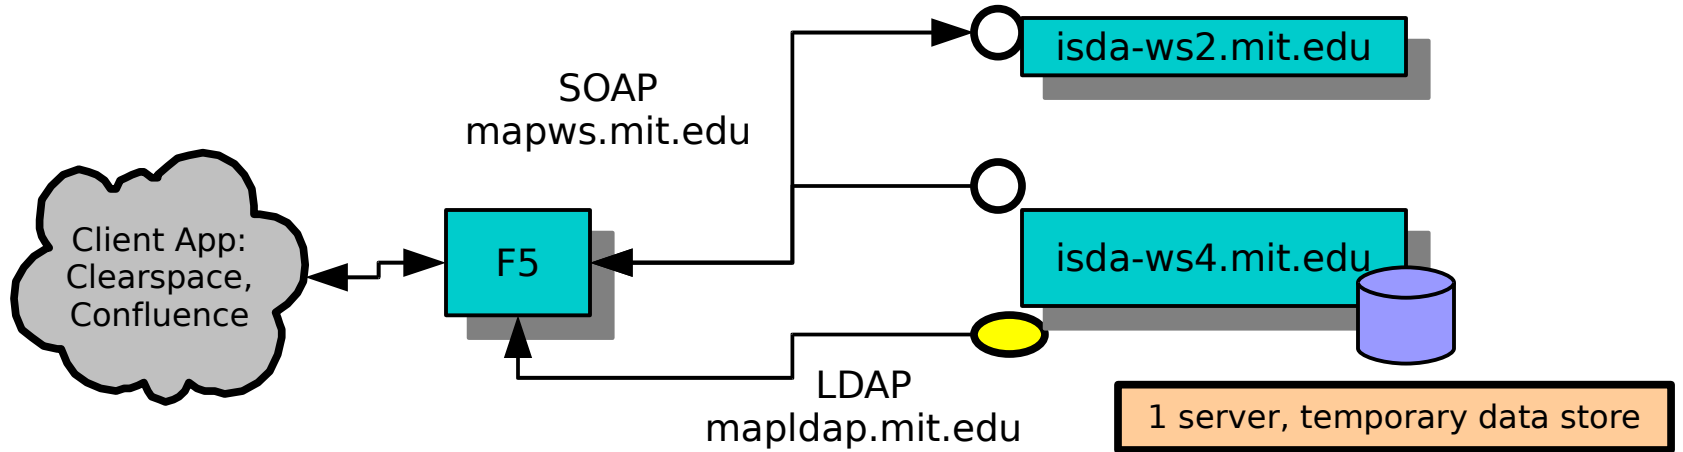 isda-ws2.mit.edu
SOAP
mapws.mit.edu
Client App:
Clearspace,
Confluence
F5
isda-ws4.mit.edu
LDAP
mapldap.mit.edu
1 server, temporary data store